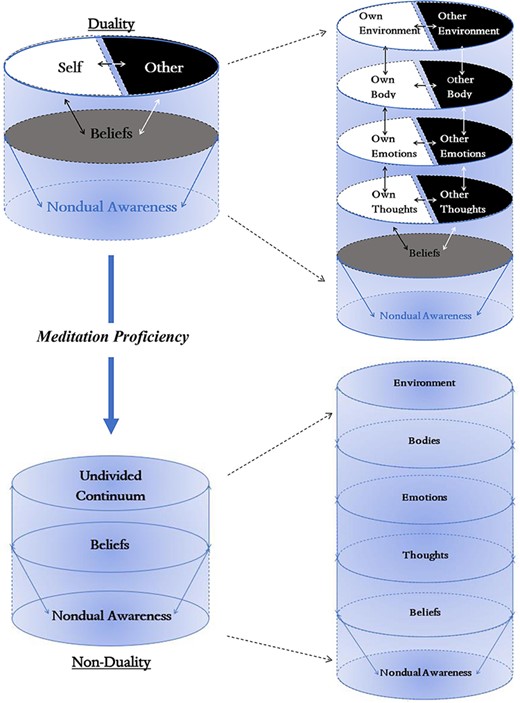 Duality
Self
Other
Beliefs
Nondual Awareness
Meditation Proficiency
Undivided
Continuum
Beliefs
Nondual Awareness
Non-Duality
Own
Environment
Other
Environment
Own
Body
Other
Body
Own
Emotions
Other
Emotions
Own
Thoughts
Other
Thoughts
Beliefs
Nondual Awareness
Environment
Bodies
Emotions
Thoughts
Beliefs
Nondual Awareness